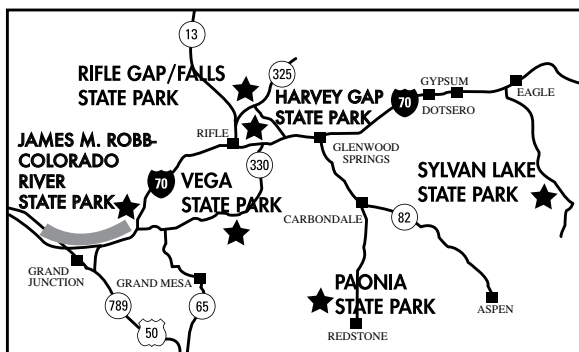 13
RIFLE GAP/FALLS
STATE PARK
325
HARVEY GAP
STATE PARK
70
GYPSUM
DOTSERO
EAGLE
JAMES M. ROBB-
COLORADO
RIVER
STATE PARK
RIFLE
330
GLENWOOD
SPRINGS
70
VEGA
STATE PARK
SYLVAN LAKE
STATE PARK
CARBONDALE
82
GRAND
JUNCTION
GRAND MESA
789
65
50
PAONIA
STATE PARK
REDSTONE
ASPEN